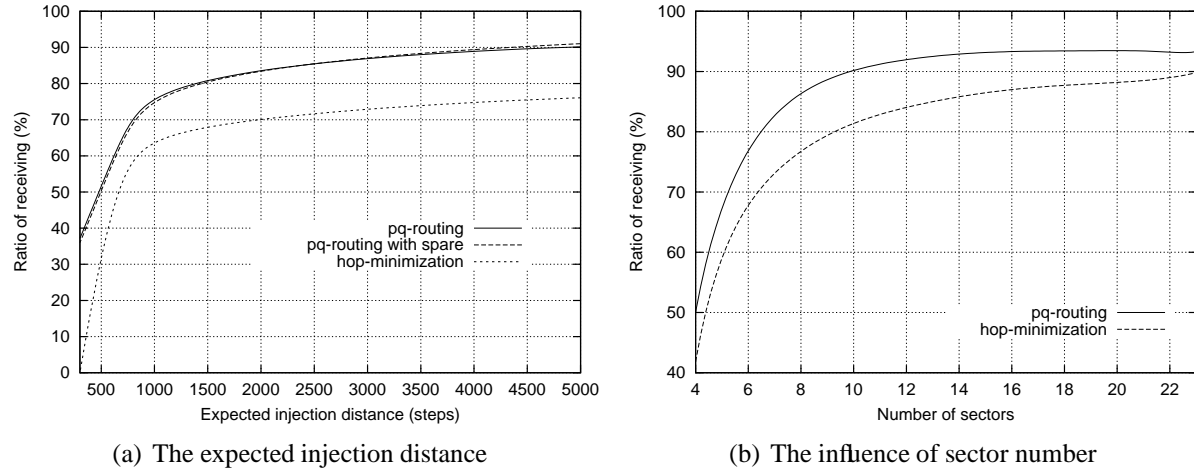 100
90
80
70
60
50
40
30
20
10
0
Ratio of receiving (%)
pq-routing
pq-routing with spare
hop-minimization
500 1000 1500 2000 2500 3000 3500 4000 4500 5000
Expected injection distance (steps)
(a) The expected injection distance
100
90
80
70
60
50
40
Ratio of receiving (%)
pq-routing
hop-minimization
4 6 8 10 12 14 16 18 20 22
Number of sectors
(b) The influence of sector number